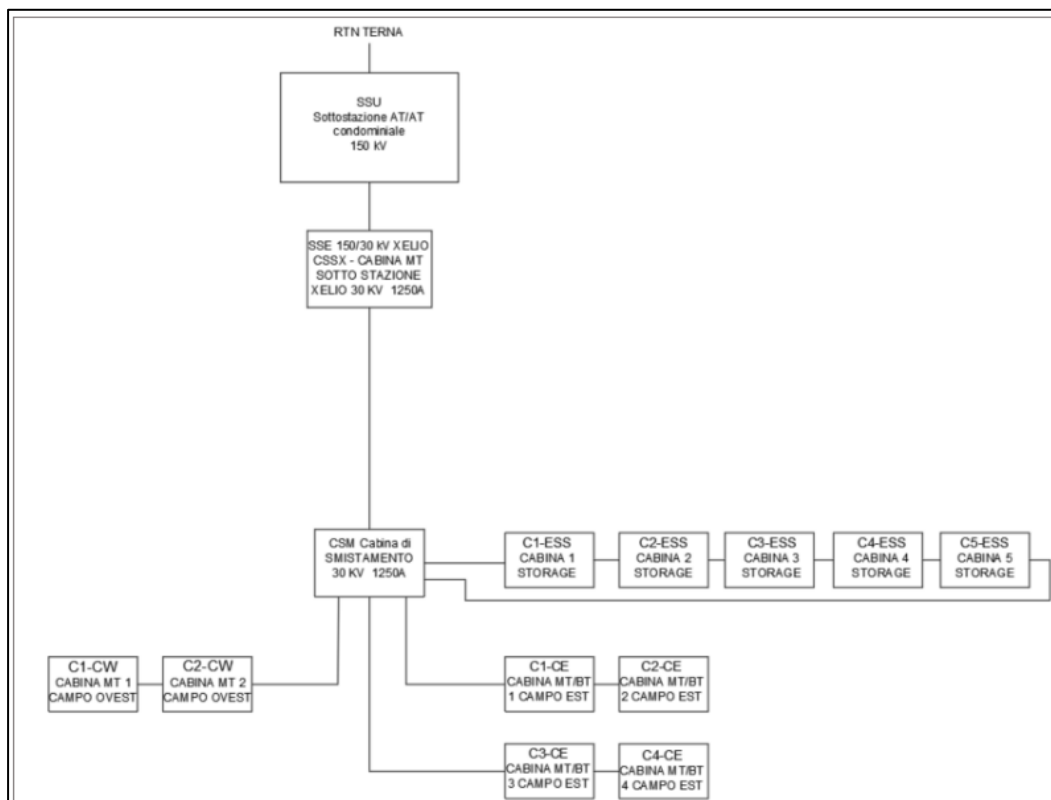 RTN TERNA
SSU
Sottostazione AT/AT
condominiale
150 kV
SSE 150/30 kV XELIO
CSSX - CABINA MT
SOTTO STAZIONE
XELIO 30 KV 1250A
CSM Cabina di
SMISTAMENTO
30 KV 1250A
C1-ESS
CABINA 1
STORAGE
C2-ESS
CABINA 2
STORAGE
C3-ESS
CABINA 3
STORAGE
C4-ESS
CABINA 4
STORAGE
C5-ESS
CABINA 5
STORAGE
C1-CW
CABINA MT 1
CAMPO OVEST
C2-CW
CABINA MT 2
CAMPO OVEST
C1-CE
CABINA MT/BT
1 CAMPO EST
C2-CE
CABINA MT/BT
2 CAMPO EST
C3-CE
CABINA MT/BT
3 CAMPO EST
C4-CE
CABINA MT/BT
4 CAMPO EST